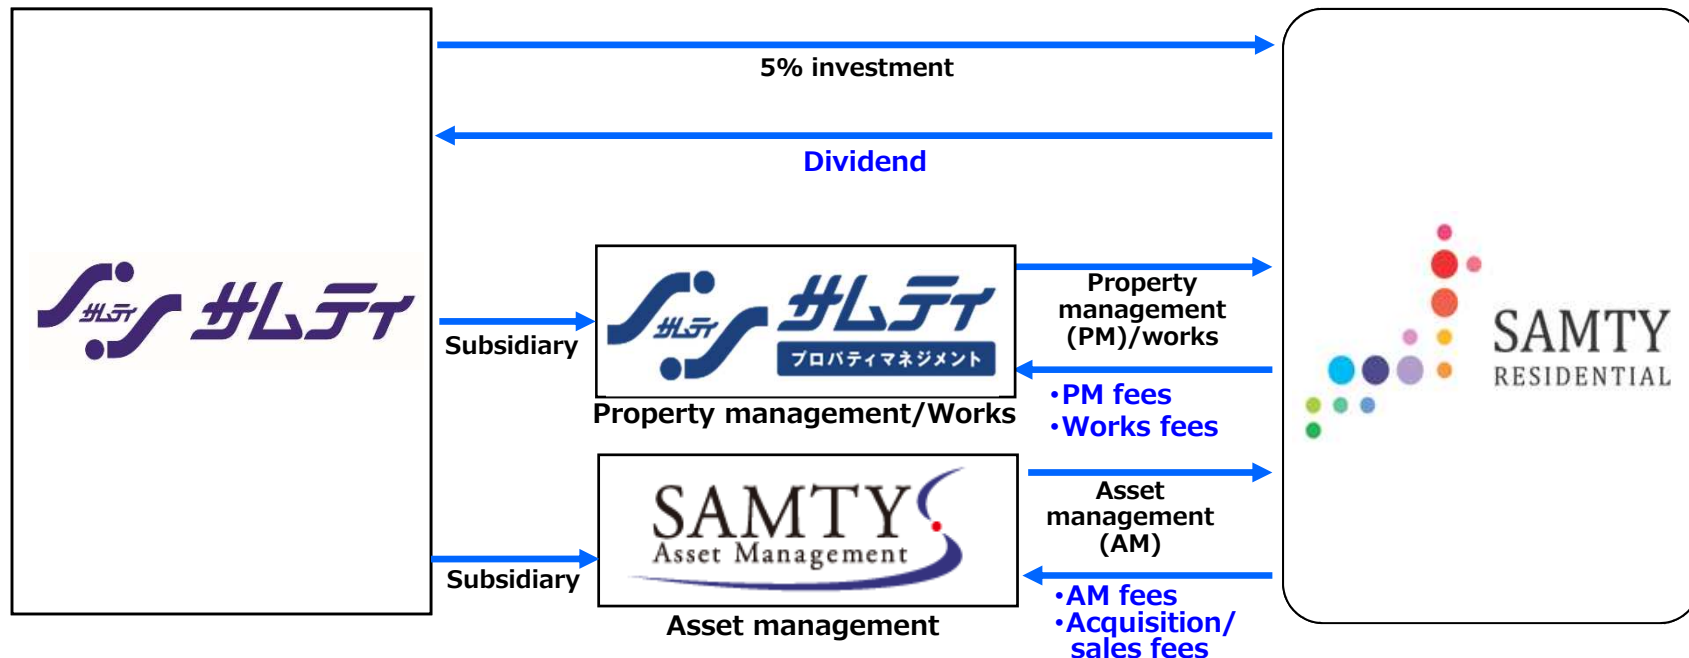 5% investment
Dividend
サムティ サムティ
Subsidiary
サムティ サムティ
プロパティマネジメント
Property management/Works
Property
management
(PM)/works
・PM fees
・Works fees
SAMTY
RESIDENTIAL
Subsidiary
SAMTY
Asset Management
Asset management
Asset
management
(AM)
・AM fees
・Acquisition/
sales fees